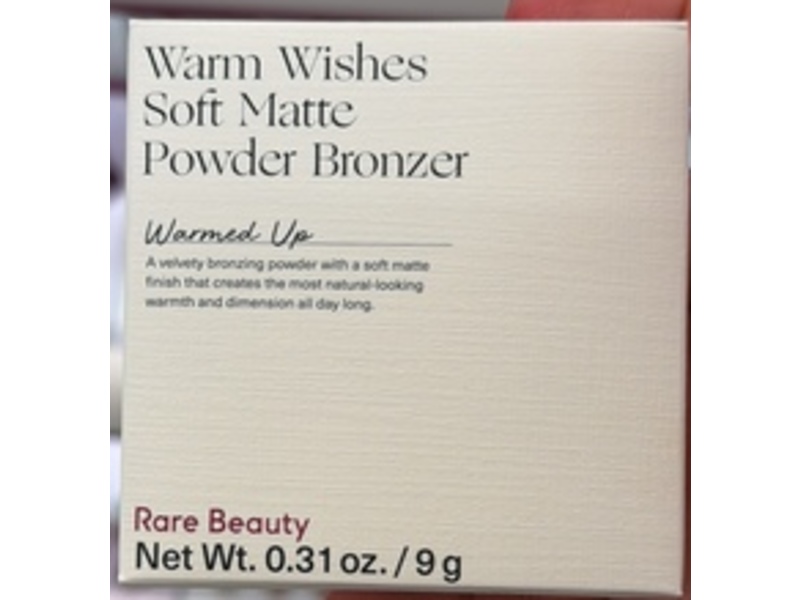 Warm Wishes
Soft Matte
Powder Bronzer
Warmed Up
A velvety bronzing powder with a soft matte
finish that creates the most natural-looking
warmth and dimension all day long.
Rare Beauty
Net Wt. 0.31 oz. / 9 g